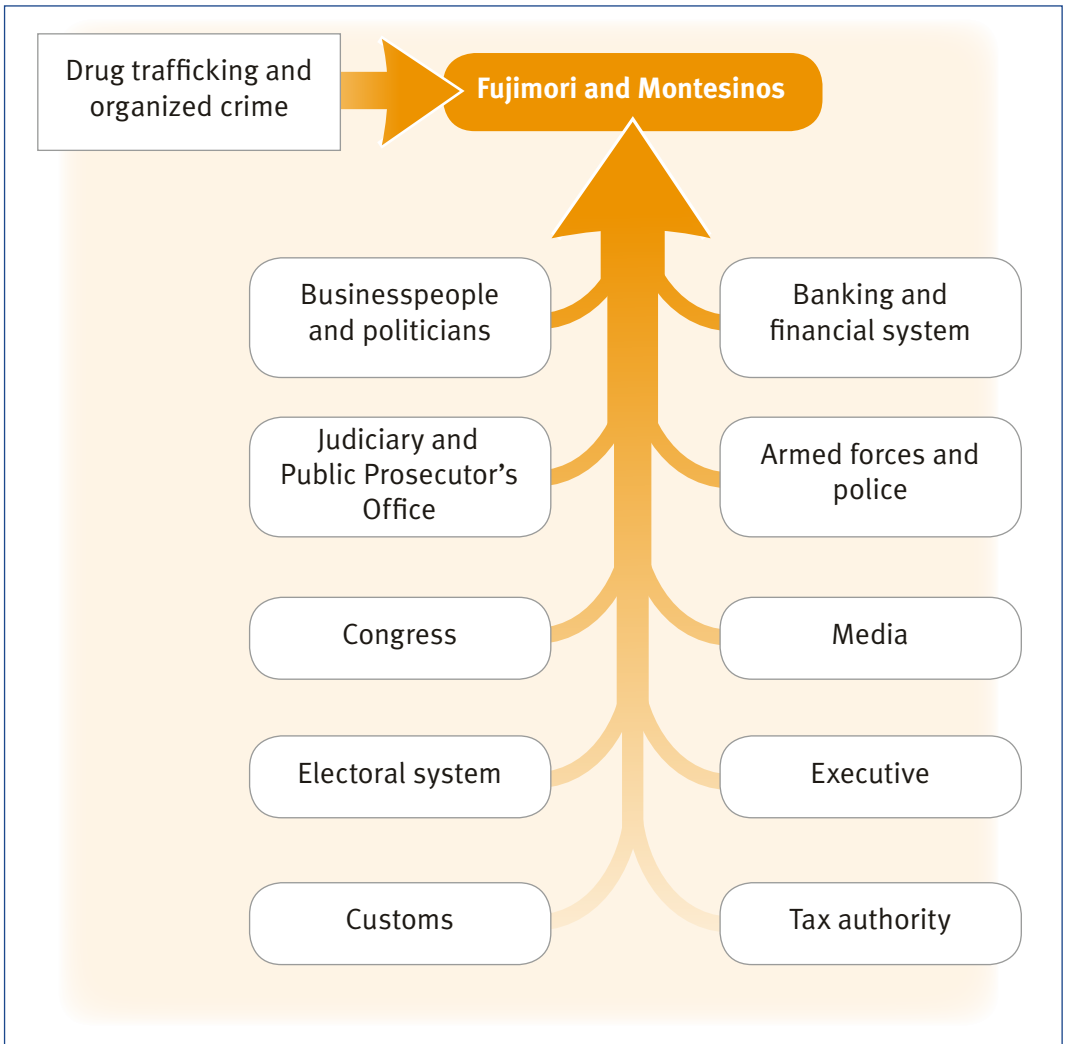 Drug trafficking and
organized crime
Fujimori and Montesinos
Businesspeople
and politicians
Banking and
financial system
Judiciary and
Public Prosecutor’s
Office
Armed forces and
police
Congress
Media
Electoral system
Executive
Customs
Tax authority